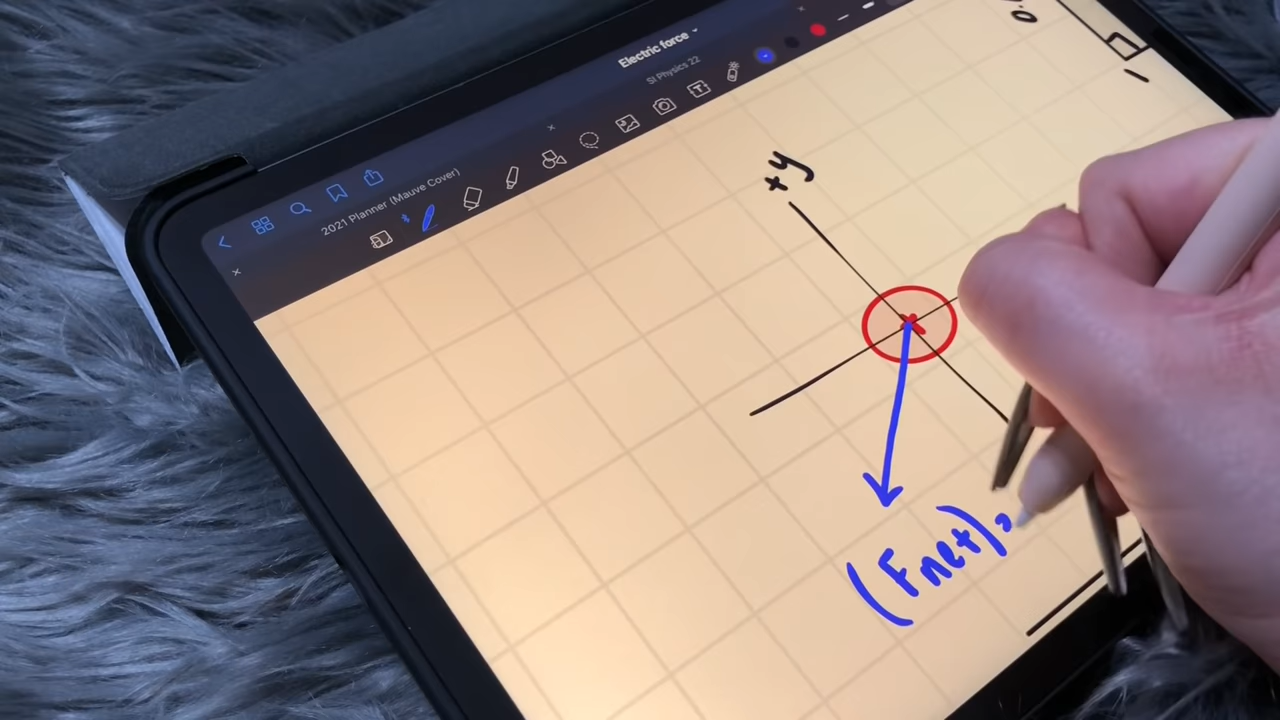 Electric force
SI Physics 22
2021 Planner (Mauve Cover)
+y
(Fnet)